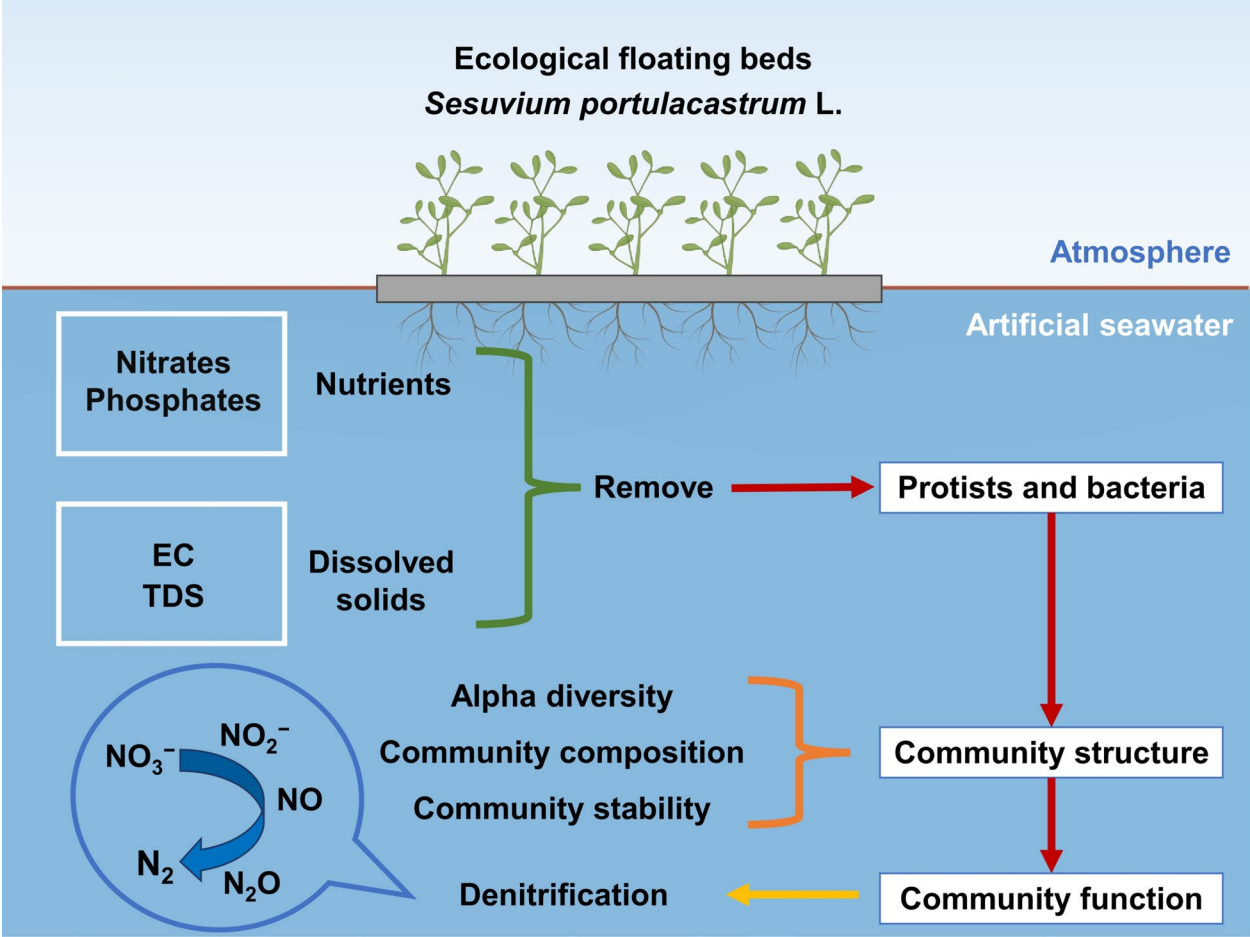 Ecological floating beds
Sesuvium portulacastrum L.
Atmosphere
Artificial seawater
Nitrates
Phosphates
Nutrients
Remove
Protists and bacteria
EC
TDS
Dissolved
solids
Alpha diversity
Community composition
Community stability
Community structure
NO₃⁻
NO₂⁻
NO
N₂O
N₂
Denitrification
Community function